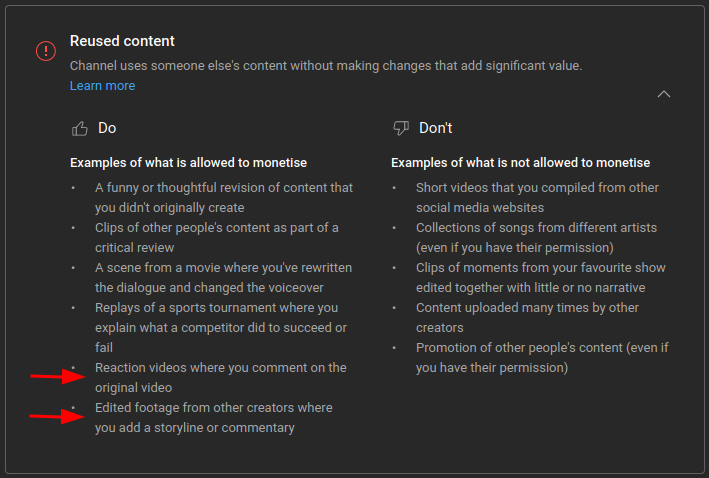 Reused content
Channel uses someone else's content without making changes that add significant value.
Learn more
Do
Examples of what is allowed to monetise
• A funny or thoughtful revision of content that
you didn't originally create
• Clips of other people's content as part of a
critical review
• A scene from a movie where you've rewritten
the dialogue and changed the voiceover
• Replays of a sports tournament where you
explain what a competitor did to succeed or
fail
• Reaction videos where you comment on the
original video
• Edited footage from other creators where
you add a storyline or commentary
Don't
Examples of what is not allowed to monetise
• Short videos that you compiled from other
social media websites
• Collections of songs from different artists
(even if you have their permission)
• Clips of moments from your favourite show
edited together with little or no narrative
• Content uploaded many times by other
creators
• Promotion of other people's content (even if
you have their permission)